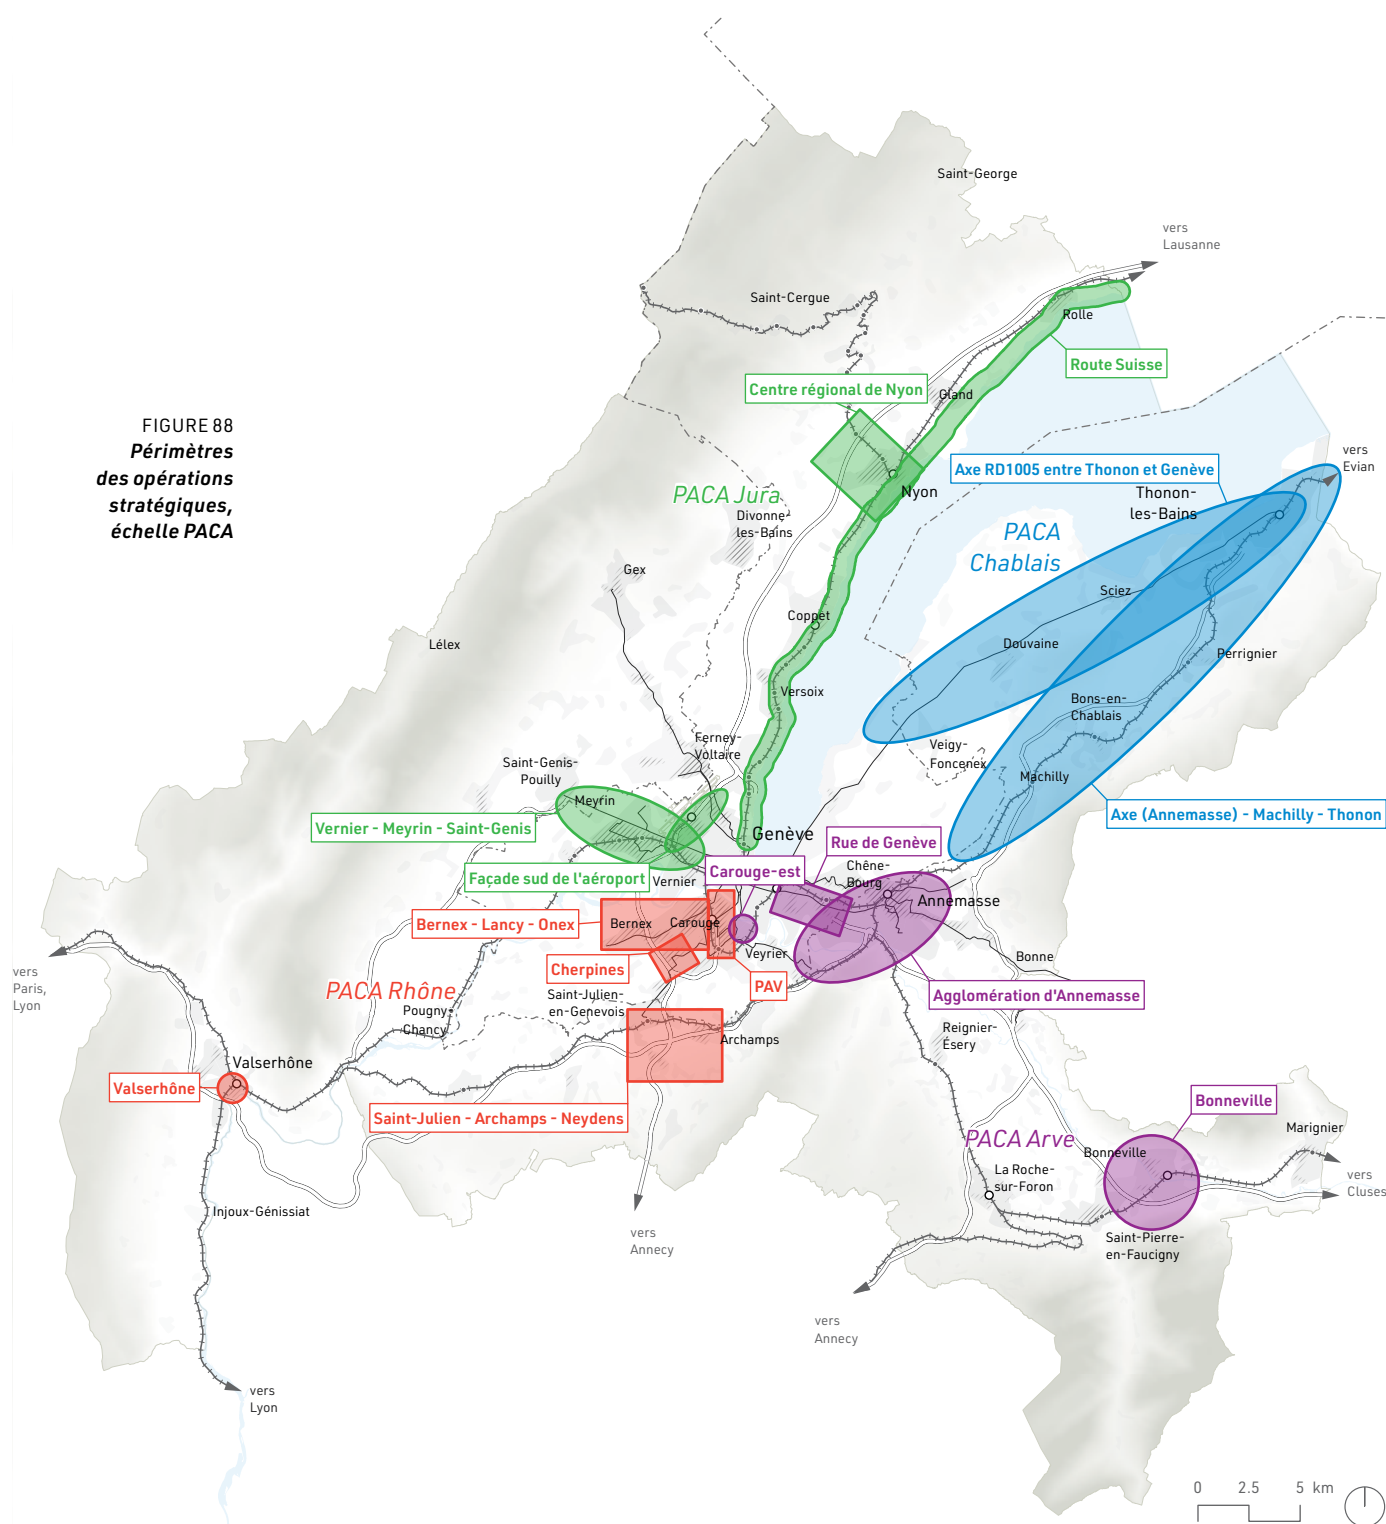 FIGURE 88
Périmètres
des opérations
stratégiques,
échelle PACA
Saint-George
vers
Lausanne
Saint-Cergue
Rolle
Route Suisse
Centre régional de Nyon
Gland
vers
Evian
Axe RD1005 entre Thonon et Genève
PACA Jura
Nyon
Thonon-
les-Bains
Divonne-
les-Bains
PACA
Chablais
Gex
Sciez
Coppet
Lélex
Douvaine
Perrignier
Versoix
Bons-en-
Chablais
Ferney-
Voltaire
Veigy-
Foncenex
Saint-Genis-
Pouilly
Machilly
Meyrin
Axe (Annemasse) - Machilly - Thonon
Vernier - Meyrin - Saint-Genis
Genève
Rue de Genève
Façade sud de l'aéroport
Vernier
Carouge-est
Chêne-
Bourg
Annemasse
Bernex - Lancy - Onex
Bernex
Carouge
Veyrier
Bonne
Cherpines
PAV
vers
Paris,
Lyon
PACA Rhône
Saint-Julien-
en-Genevois
Agglomération d'Annemasse
Pougny-
Chancy
Reignier-
Ésery
Archamps
Valserhône
Valserhône
Saint-Julien - Archamps - Neydens
Bonneville
PACA Arve
Marignier
Bonneville
La Roche-
sur-Foron
vers
Cluses
Injoux-Génissiat
vers
Annecy
Saint-Pierre-
en-Faucigny
vers
Annecy
vers
Lyon
0 2.5 5 km